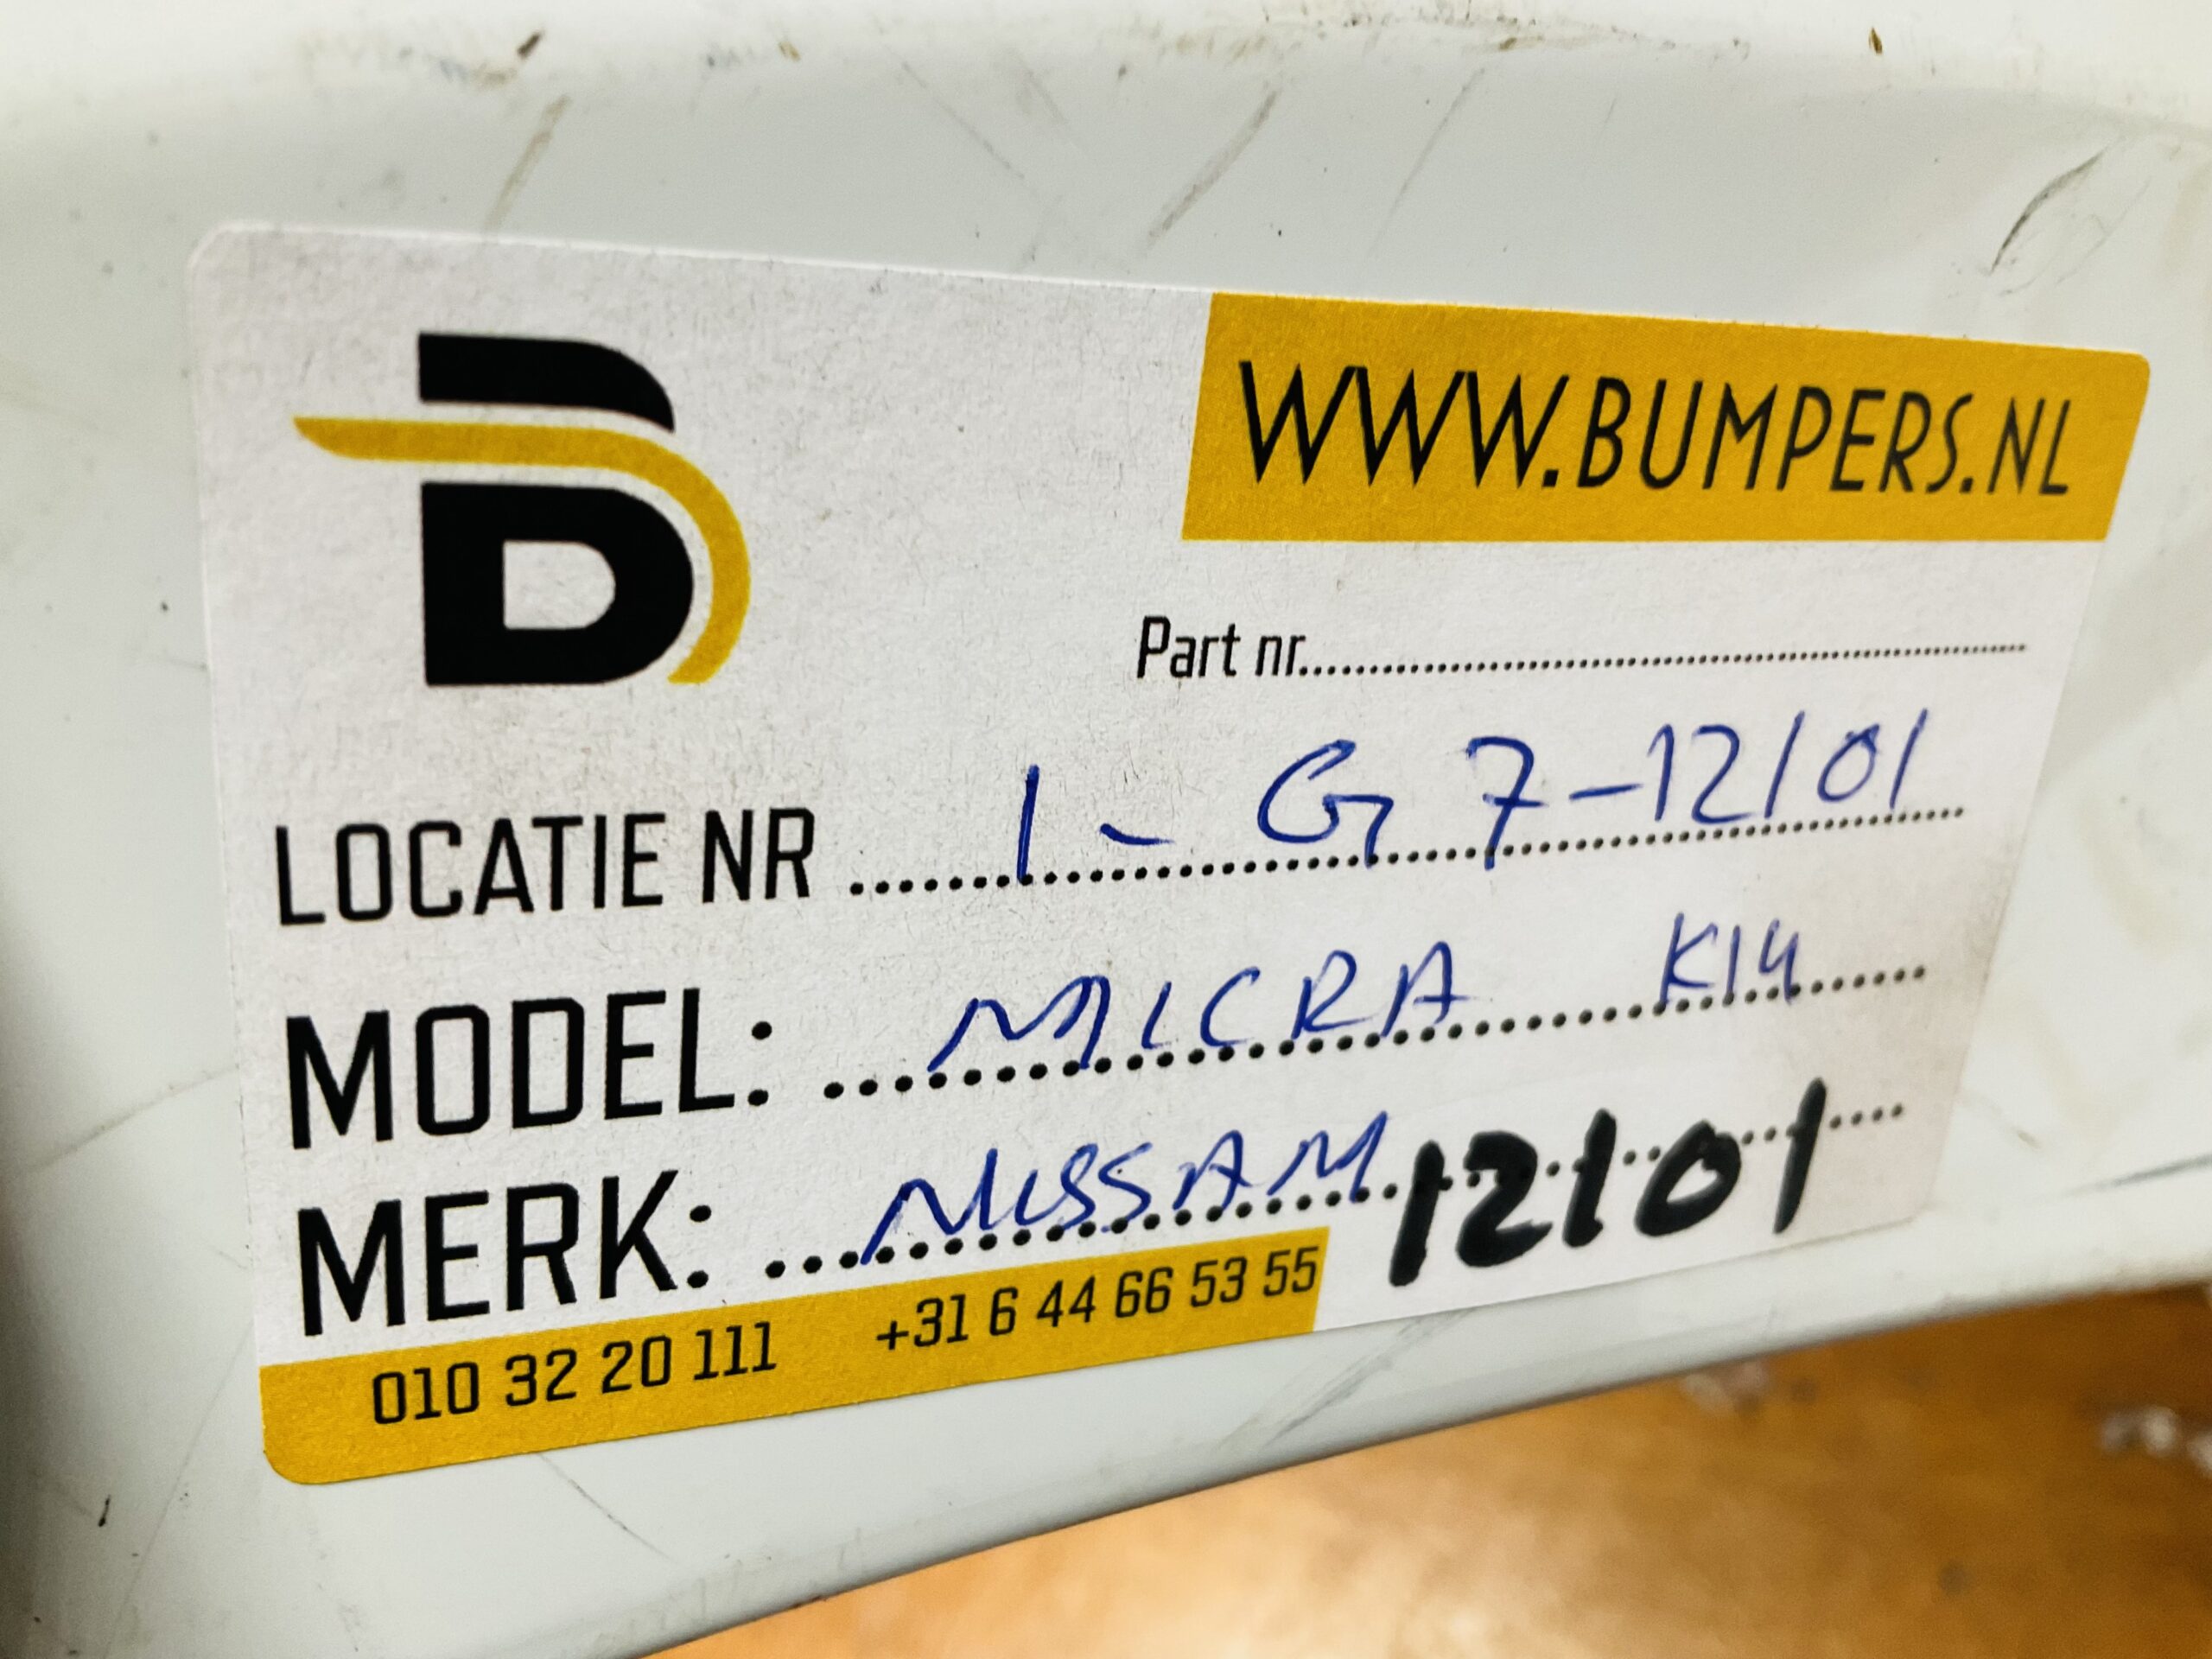 B
WWW.BUMPERS.NL
Part nr..............................
LOCATIE NR ..... 1 - G 7-12101
MODEL: ..... MICRA K14
MERK: ..... NISSAN 12101
010 32 20 111 +31 6 44 66 53 55